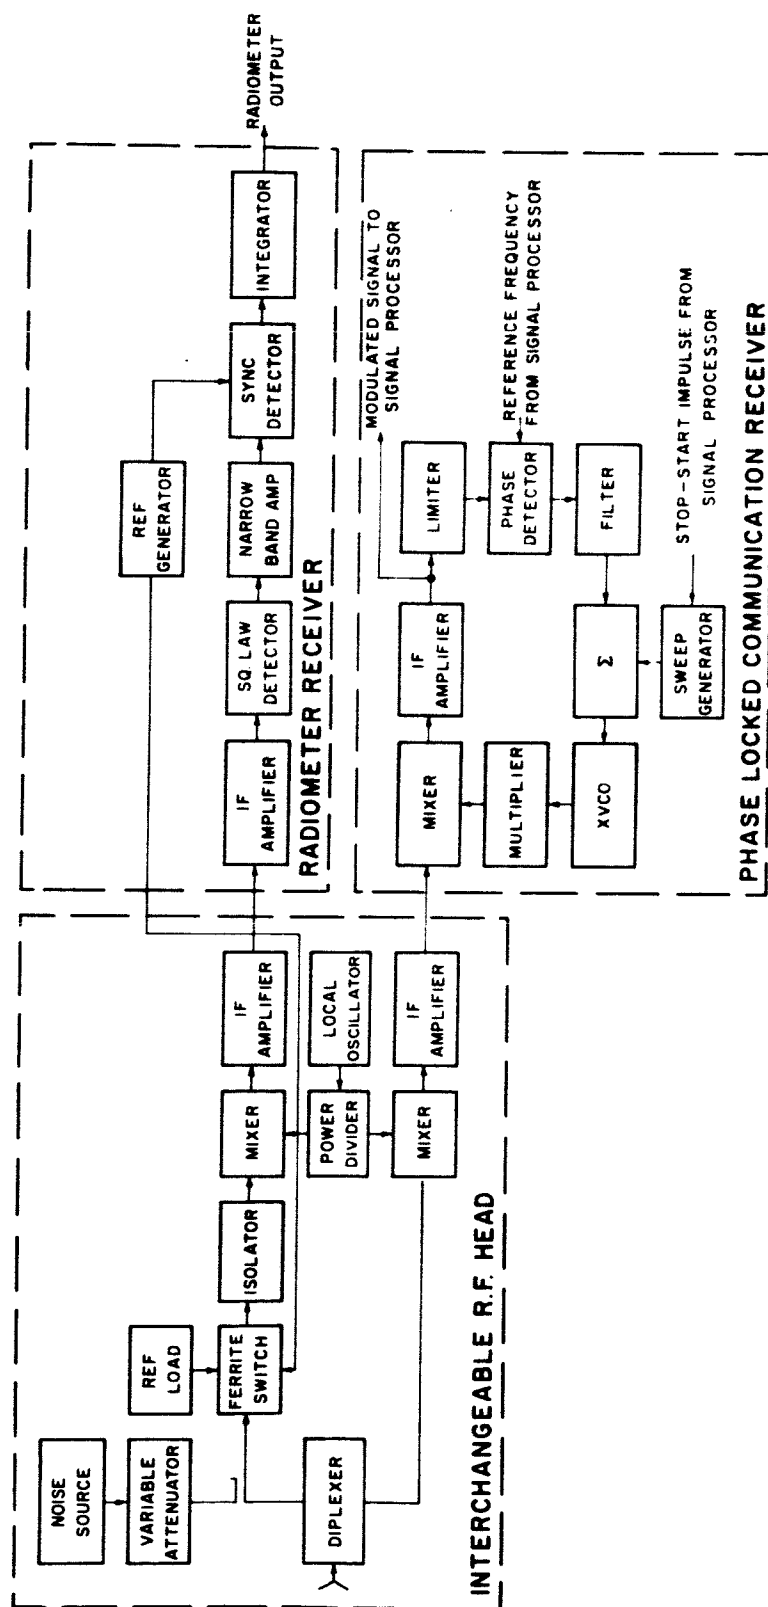 NOISE
SOURCE
VARIABLE
ATTENUATOR
REF
LOAD
FERRITE
SWITCH
ISOLATOR
MIXER
IF
AMPLIFIER
DIPLEXER
POWER
DIVIDER
LOCAL
OSCILLATOR
MIXER
IF
AMPLIFIER
INTERCHANGEABLE R.F. HEAD
REF
GENERATOR
IF
AMPLIFIER
SQ. LAW
DETECTOR
NARROW
BAND AMP
SYNC
DETECTOR
INTEGRATOR
RADIOMETER
OUTPUT
RADIOMETER RECEIVER
MODULATED SIGNAL TO
SIGNAL PROCESSOR
MIXER
IF
AMPLIFIER
LIMITER
MULTIPLIER
PHASE
DETECTOR
REFERENCE FREQUENCY
FROM SIGNAL PROCESSOR
XVCO
Σ
FILTER
SWEEP
GENERATOR
STOP-START IMPULSE FROM
SIGNAL PROCESSOR
PHASE LOCKED COMMUNICATION RECEIVER